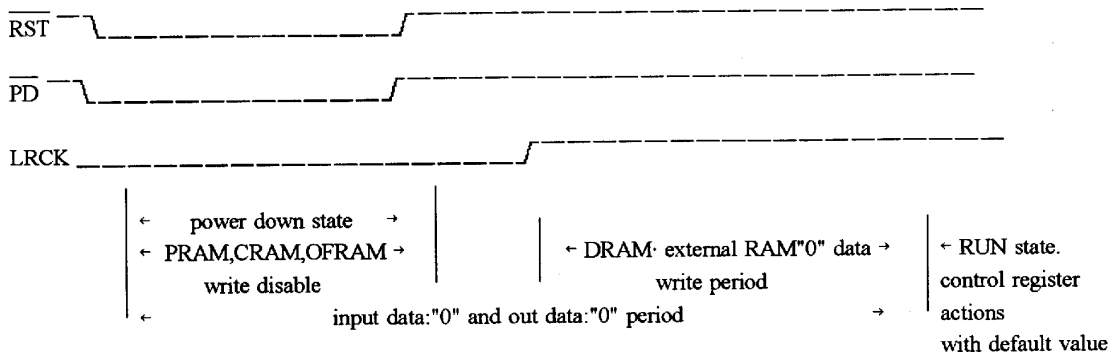 RST
PD
LRCK
← power down state →
← PRAM,CRAM,OFRAM →
write disable
← DRAM· external RAM"0" data →
write period
← RUN state.
control register
actions
with default value
← input data:"0" and out data:"0" period →